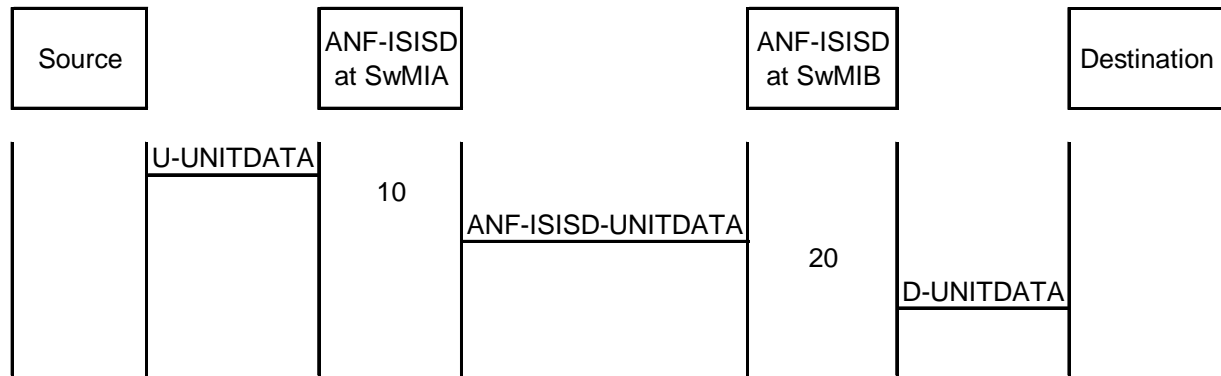 Source
ANF-ISISD
at SwMIA
ANF-ISISD
at SwMIB
Destination
U-UNITDATA
10
ANF-ISISD-UNITDATA
20
D-UNITDATA